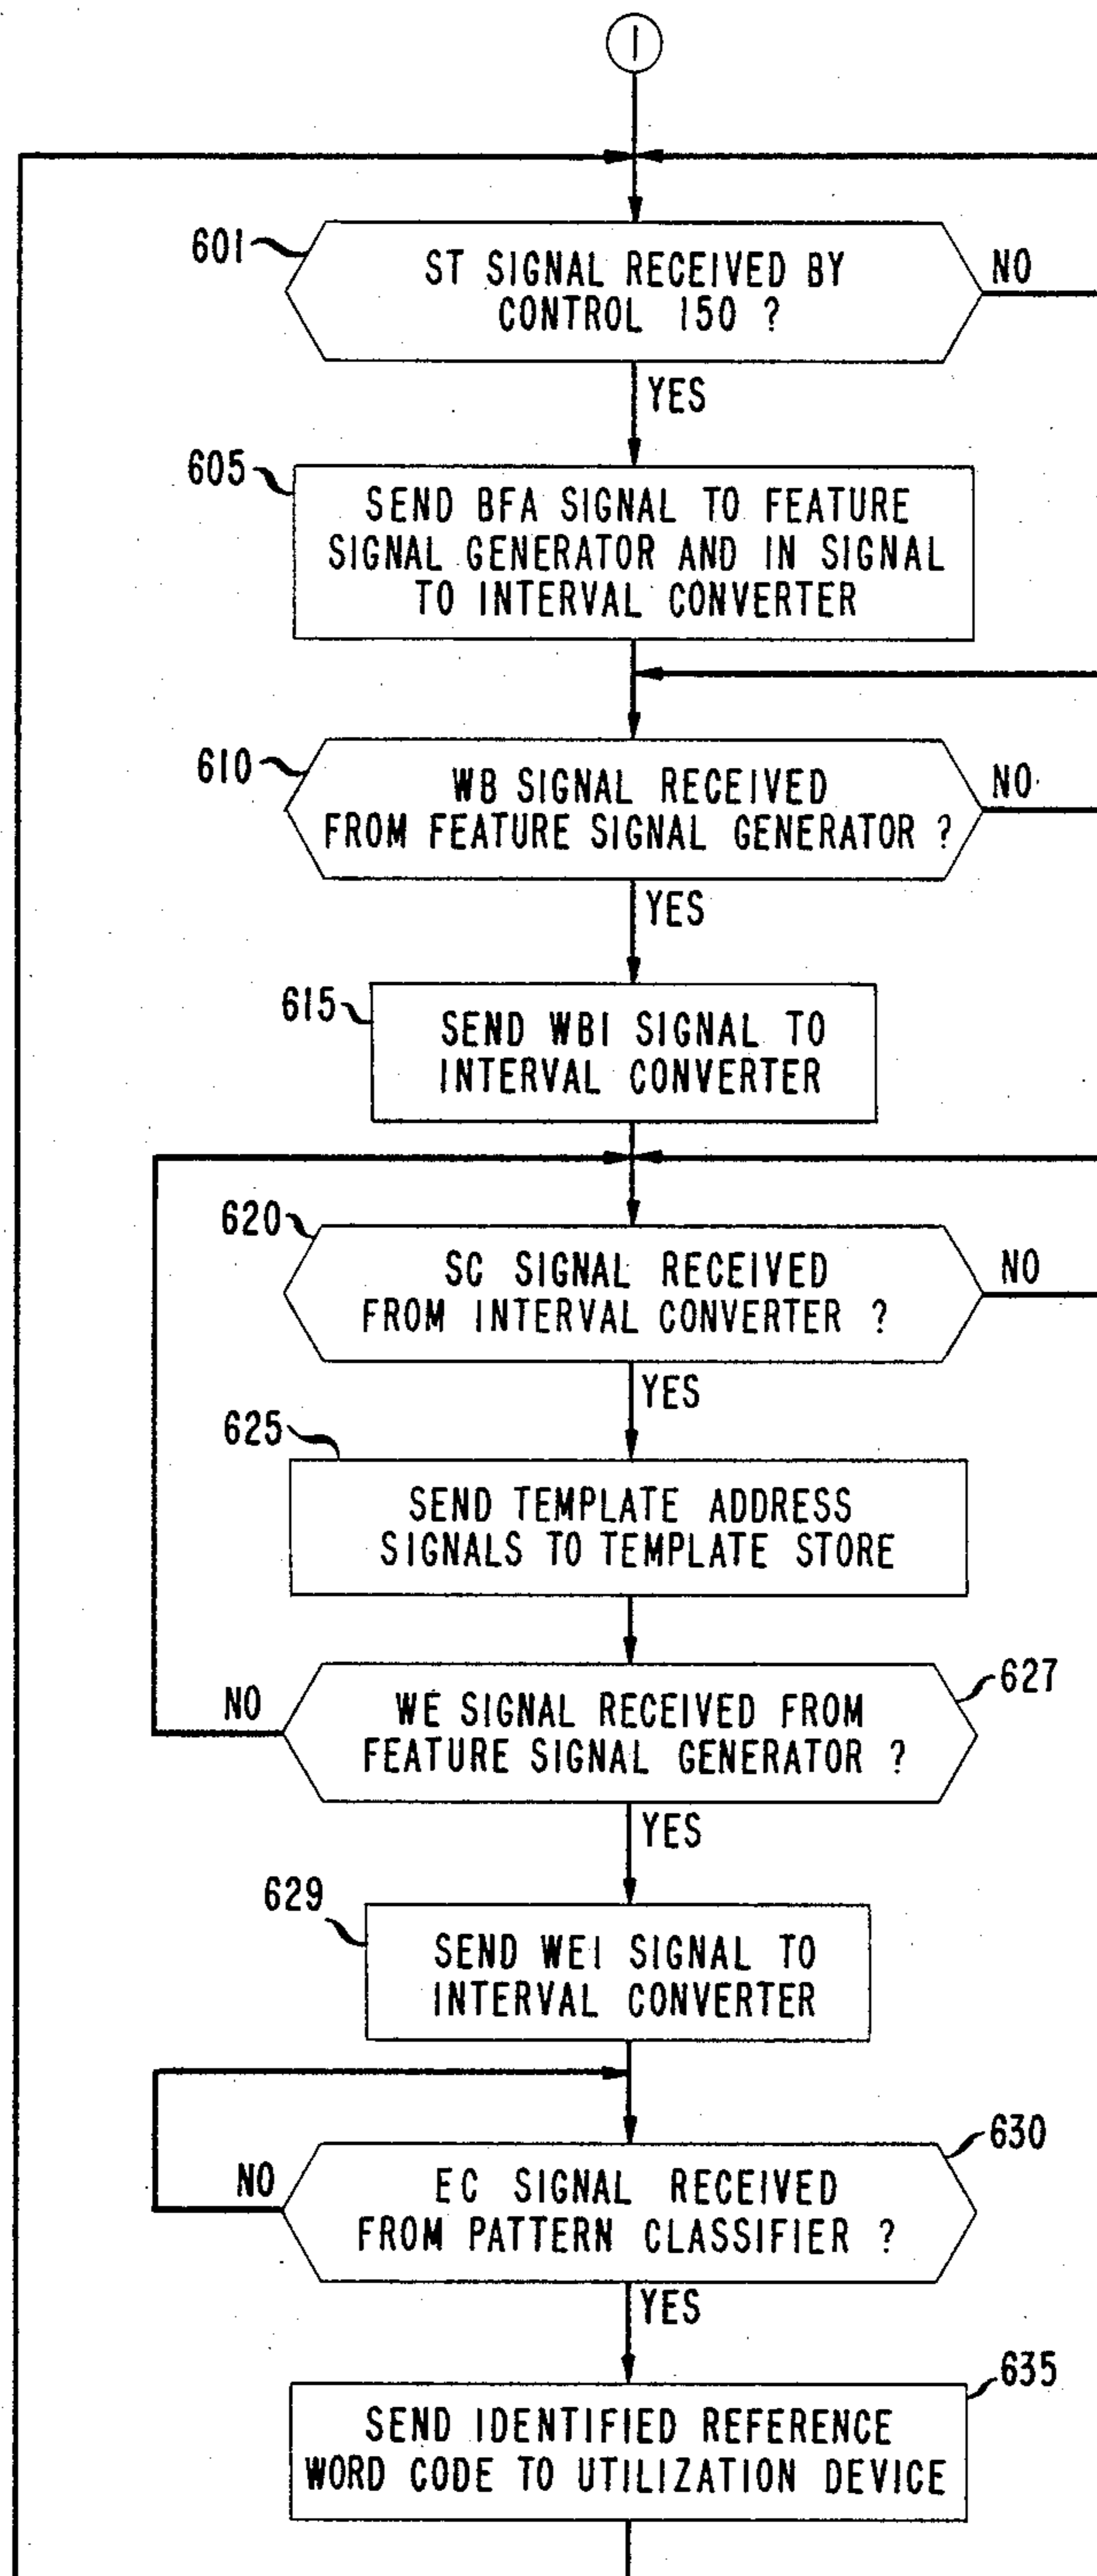 1
601
ST SIGNAL RECEIVED BY
CONTROL 150 ?
NO
YES
605
SEND BFA SIGNAL TO FEATURE
SIGNAL GENERATOR AND IN SIGNAL
TO INTERVAL CONVERTER
610
WB SIGNAL RECEIVED
FROM FEATURE SIGNAL GENERATOR ?
NO
YES
615
SEND WBI SIGNAL TO
INTERVAL CONVERTER
620
SC SIGNAL RECEIVED
FROM INTERVAL CONVERTER ?
NO
YES
625
SEND TEMPLATE ADDRESS
SIGNALS TO TEMPLATE STORE
627
WE SIGNAL RECEIVED FROM
FEATURE SIGNAL GENERATOR ?
NO
YES
629
SEND WEI SIGNAL TO
INTERVAL CONVERTER
630
EC SIGNAL RECEIVED
FROM PATTERN CLASSIFIER ?
NO
YES
635
SEND IDENTIFIED REFERENCE
WORD CODE TO UTILIZATION DEVICE